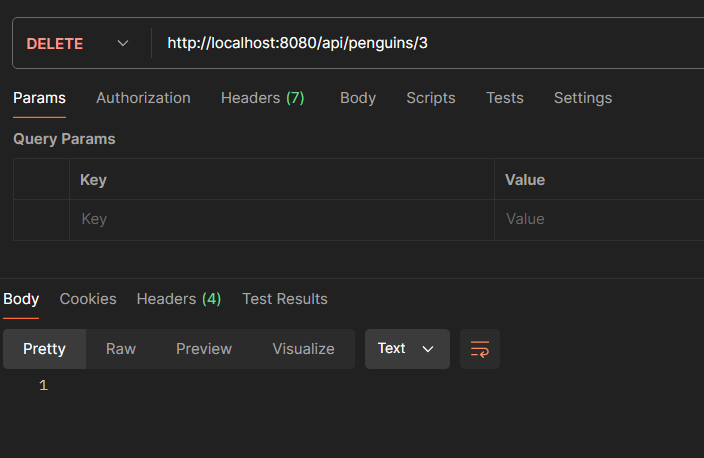 DELETE http://localhost:8080/api/penguins/3
Params Authorization Headers (7) Body Scripts Tests Settings
Query Params
Key Value
Key Value
Body Cookies Headers (4) Test Results
Pretty Raw Preview Visualize Text
1